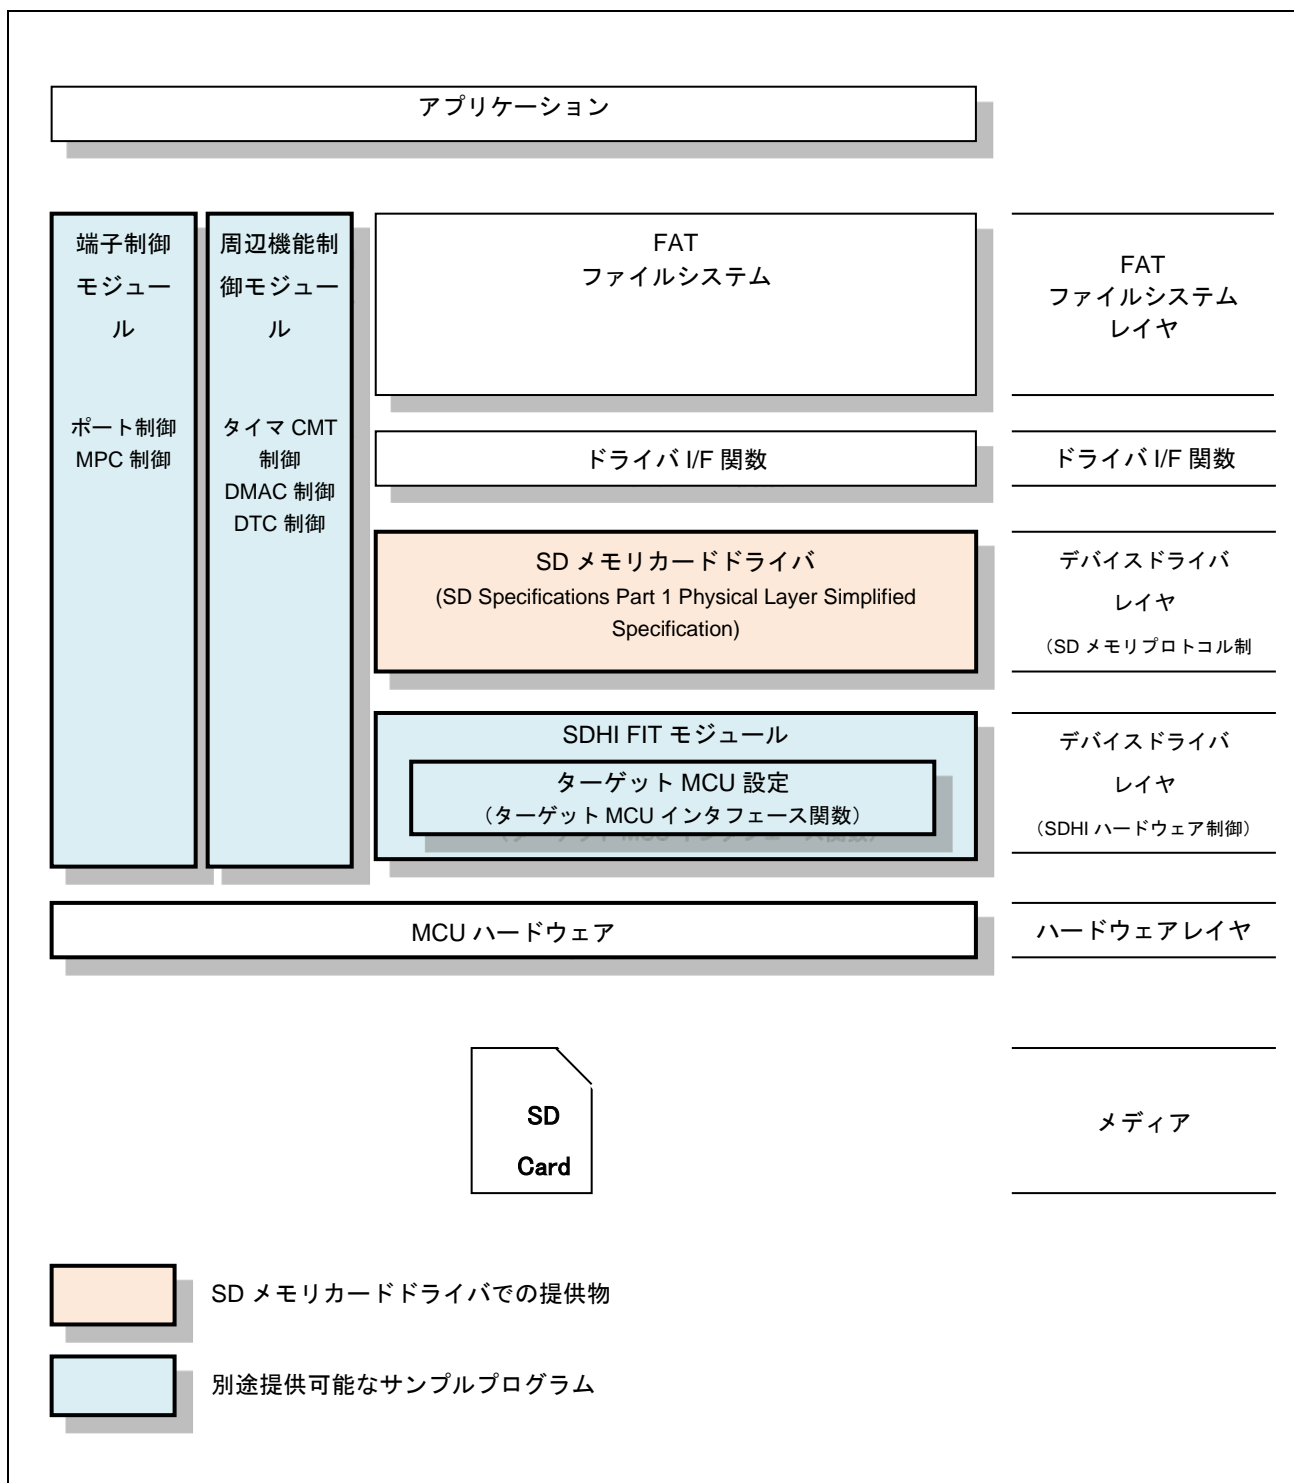 アプリケーション
端子制御
モジュー
ル
ポート制御
MPC 制御
周辺機能制
御モジュー
ル
タイマ CMT
制御
DMAC 制御
DTC 制御
FAT
ファイルシステム
ドライバ I/F 関数
SD メモリカードドライバ
(SD Specifications Part 1 Physical Layer Simplified
Specification)
SDHI FIT モジュール
ターゲット MCU 設定
（ターゲット MCU インタフェース関数）
MCU ハードウェア
FAT
ファイルシステム
レイヤ
ドライバ I/F 関数
デバイスドライバ
レイヤ
（SD メモリプロトコル制
デバイスドライバ
レイヤ
（SDHI ハードウェア制御）
ハードウェアレイヤ
SD
Card
メディア
SD メモリカードドライバでの提供物
別途提供可能なサンプルプログラム